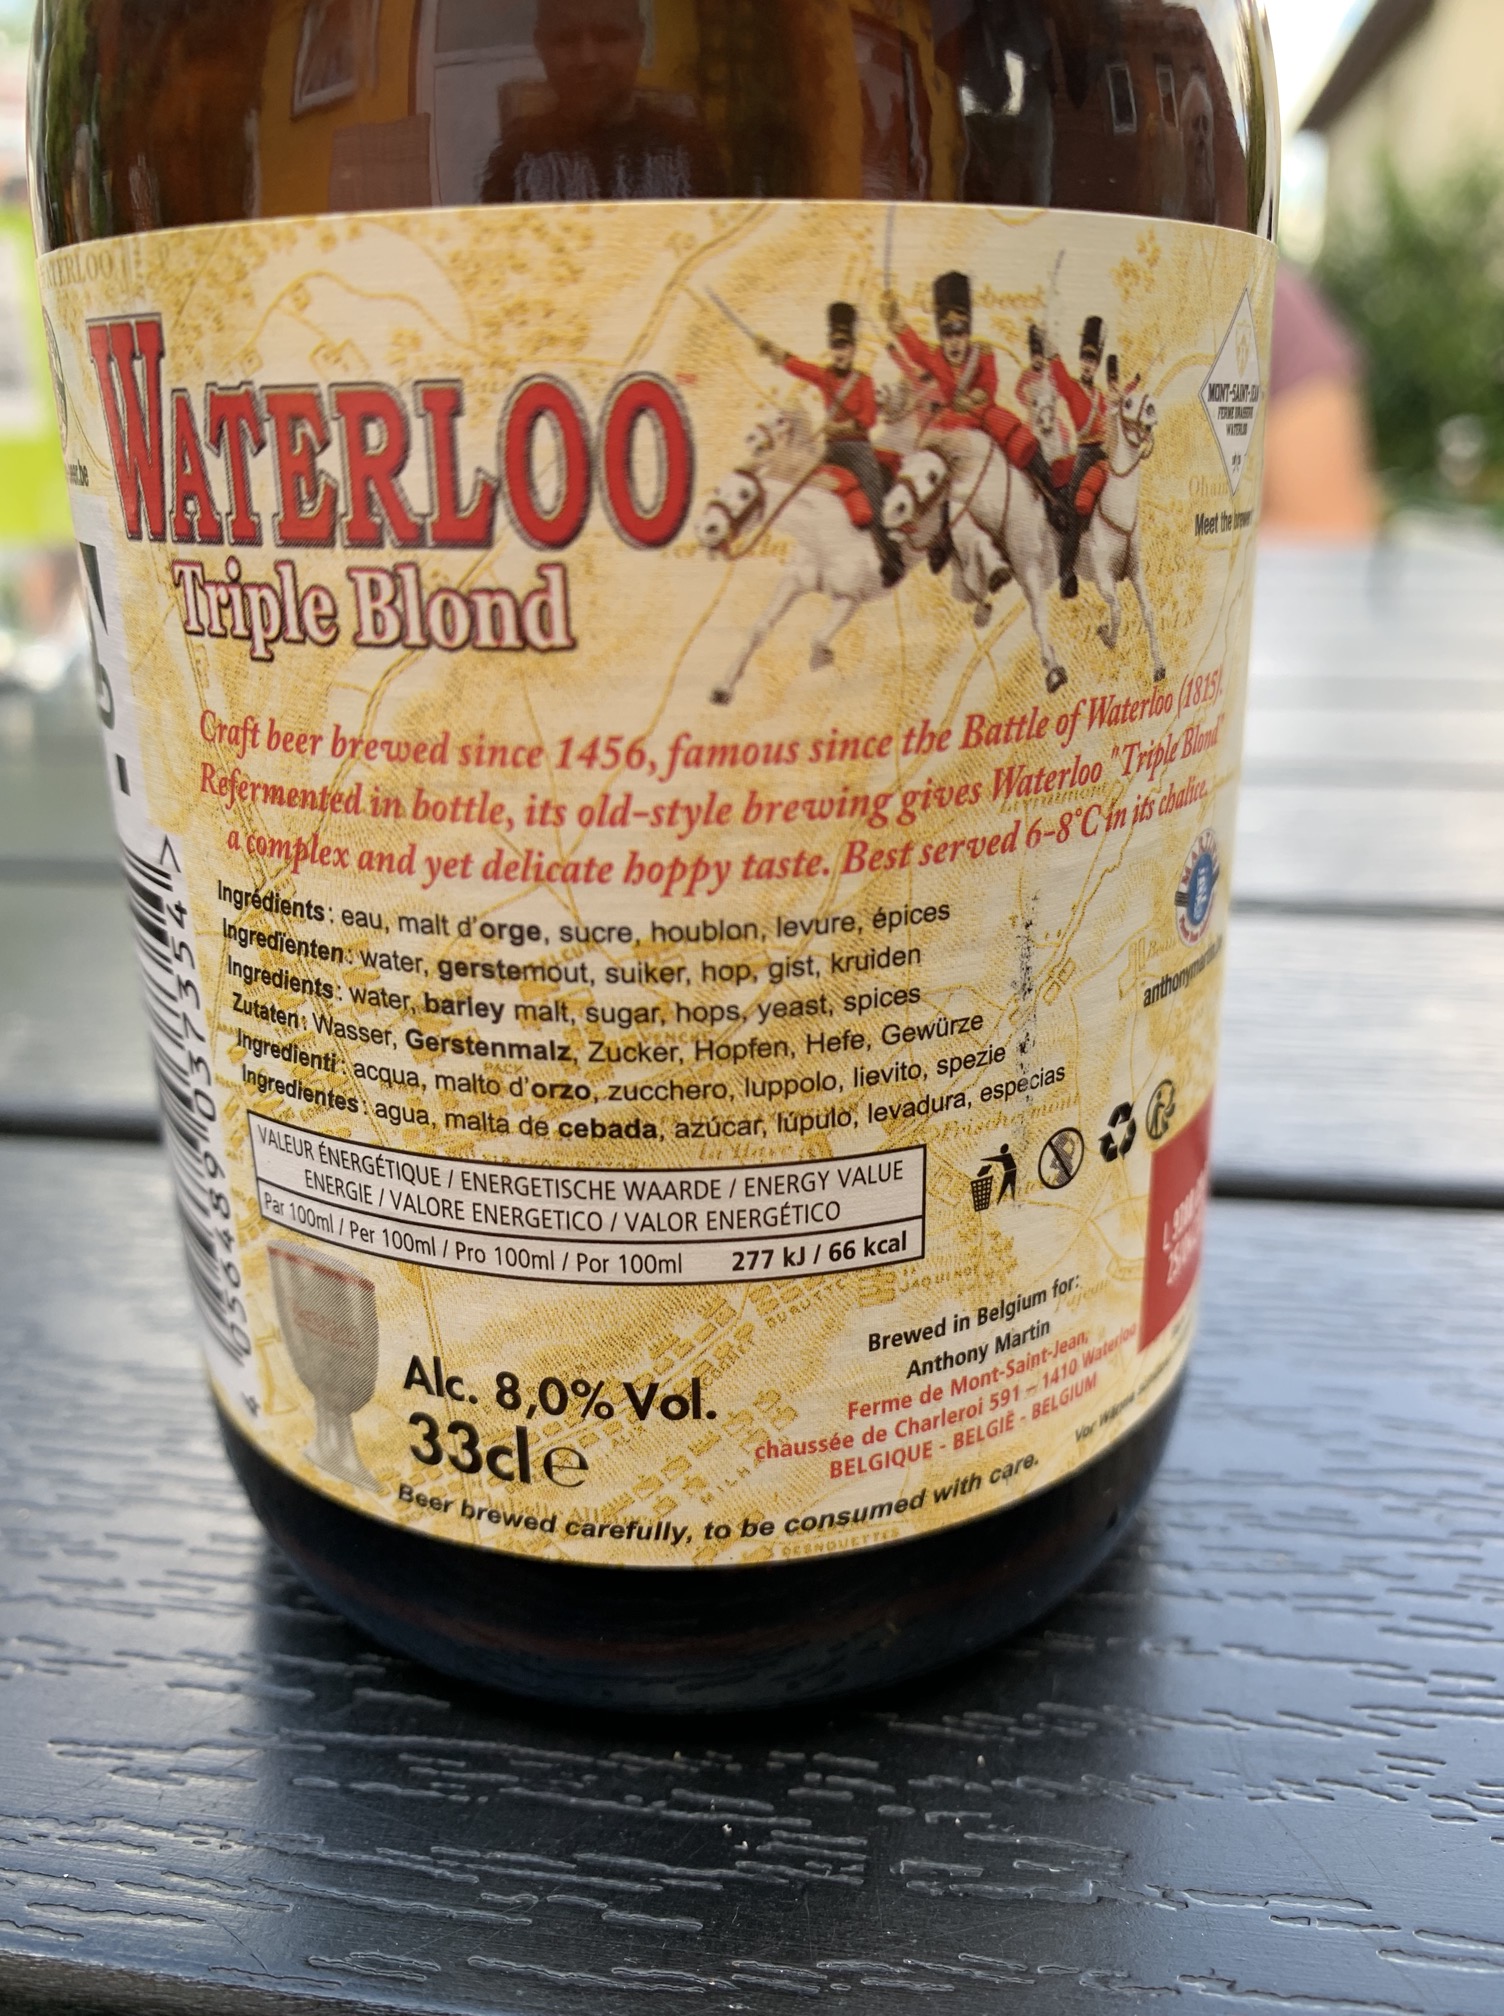 WATERLOO
WATERLOO
Triple Blond
MONT-SAINT-JEAN
FERME BRASSERIE
WATERLOO
Meet the brewer
Craft beer brewed since 1456, famous since the Battle of Waterloo (1815).
Refermented in bottle, its old-style brewing gives Waterloo "Triple Blond"
a complex and yet delicate hoppy taste. Best served 6-8°C in its chalice.
Ingrédients : eau, malt d'orge, sucre, houblon, levure, épices
Ingredïenten : water, gerstemout, suiker, hop, gist, kruiden
Ingredients : water, barley malt, sugar, hops, yeast, spices
Zutaten : Wasser, Gerstenmalz, Zucker, Hopfen, Hefe, Gewürze
Ingredienti : acqua, malto d'orzo, zucchero, luppolo, lievito, spezie
Ingredientes : agua, malta de cebada, azúcar, lúpulo, levadura, especias
VALEUR ÉNERGÉTIQUE / ENERGETISCHE WAARDE / ENERGY VALUE
ENERGIE / VALORE ENERGETICO / VALOR ENERGÉTICO
Par 100ml / Per 100ml / Pro 100ml / Por 100ml 277 kJ / 66 kcal
Alc. 8,0% Vol.
33cl e
Brewed in Belgium for:
Anthony Martin
Ferme de Mont-Saint-Jean,
chaussée de Charleroi 591 – 1410 Waterloo
BELGIQUE - BELGIË - BELGIUM
Beer brewed carefully, to be consumed with care.